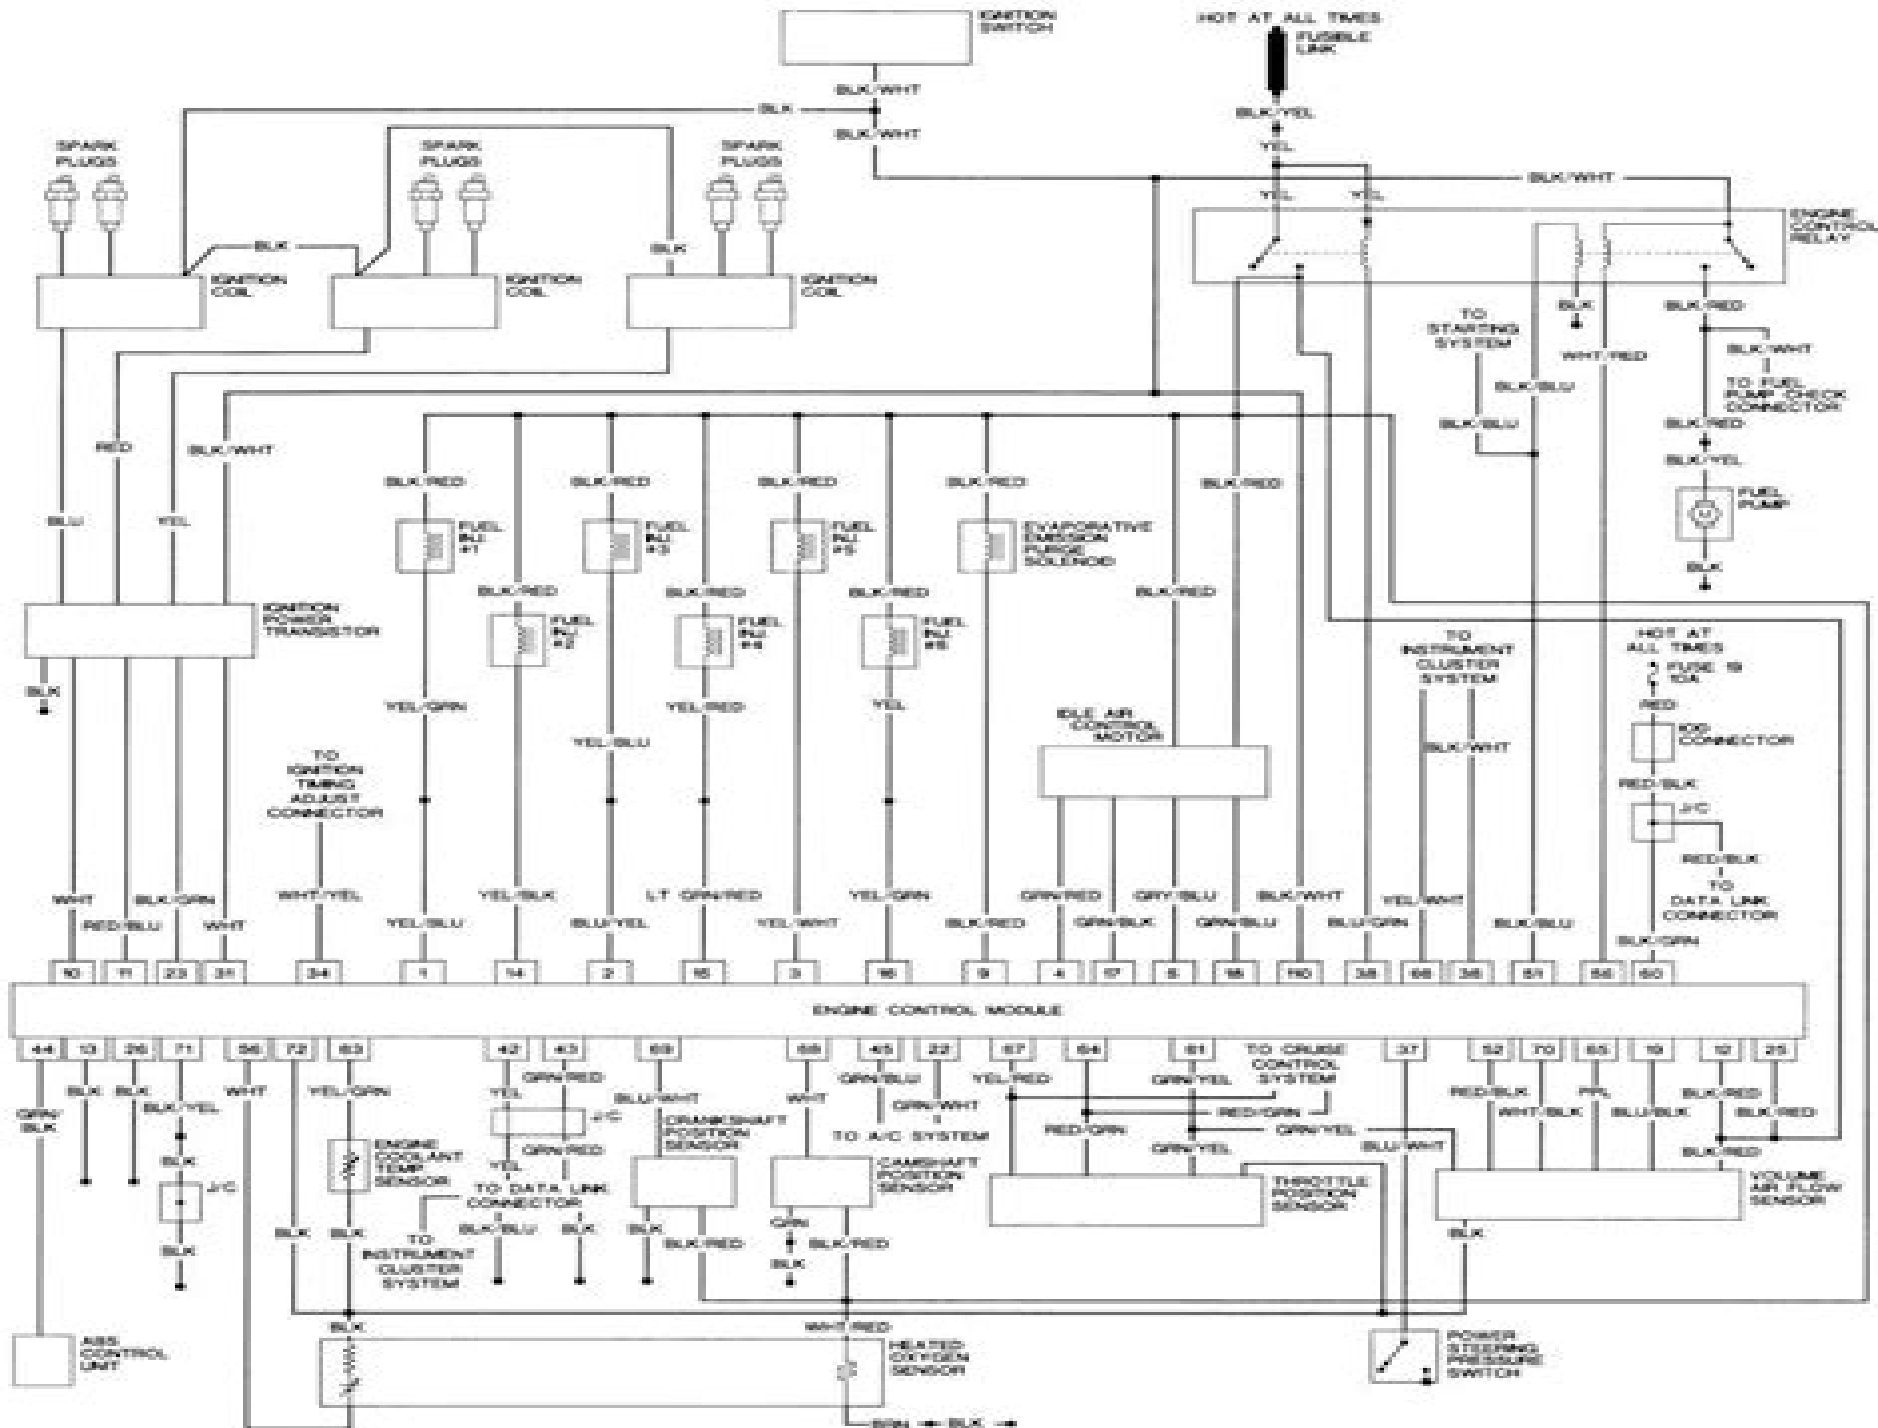 IGNITION
SWITCH
HOT AT ALL TIMES
FUSIBLE
LINK
BLK/WHT
BLK
BLK/WHT
BLK/YEL
YEL
YEL
YEL
BLK/WHT
SPARK
PLUGS
SPARK
PLUGS
SPARK
PLUGS
ENGINE
CONTROL
RELAY
BLK
BLK
IGNITION
COIL
IGNITION
COIL
IGNITION
COIL
BLK
BLK/RED
TO
STARTING
SYSTEM
WHT/RED
BLK/WHT
BLK/BLU
TO FUEL
PUMP CHECK
CONNECTOR
BLK/BLU
BLK/RED
BLK/YEL
FUEL
PUMP
BLK
RED
BLK/WHT
BLU
YEL
BLK/RED
BLK/RED
BLK/RED
BLK/RED
BLK/RED
FUEL
INJ.
#1
FUEL
INJ.
#3
FUEL
INJ.
#5
EVAPORATIVE
EMISSION
PURGE
SOLENOID
BLK/RED
BLK/RED
BLK/RED
BLK/RED
FUEL
INJ.
#2
FUEL
INJ.
#4
FUEL
INJ.
#6
IGNITION
POWER
TRANSISTOR
BLK
TO
INSTRUMENT
CLUSTER
SYSTEM
HOT AT
ALL TIMES
FUSE 19
10A
RED
CONNECTOR
RED/BLK
J/C
RED/BLK
TO
DATA LINK
CONNECTOR
BLK/GRN
YEL/GRN
YEL/BLU
YEL/RED
YEL
IDLE AIR
CONTROL
MOTOR
BLK/WHT
TO
IGNITION
TIMING
ADJUST
CONNECTOR
WHT
RED/BLU
BLK/GRN
WHT
WHT/YEL
YEL/BLU
YEL/BLK
BLU/YEL
LT GRN/RED
YEL/WHT
YEL/GRN
BLK/RED
GRN/RED
GRN/BLK
GRY/BLU
GRN/BLU
BLK/WHT
BLU/GRN
YEL/WHT
BLK/BLU
10 11 23 31 1 14 2 15 3 16 9 4 17 60
ENGINE CONTROL MODULE
44 13 26 71 56 72 63 42 43 69 68 45 22 67 64 61 37 52 70 65 19 12 25
GRN/
BLK
BLK
BLK
BLK/YEL
BLK
J/C
BLK
WHT
YEL/GRN
ENGINE
COOLANT
TEMP
SENSOR
BLK
BLK
YEL
GRN/RED
J/C
YEL
GRN/RED
TO DATA LINK
CONNECTOR
BLK/BLU
BLK
TO
INSTRUMENT
CLUSTER
SYSTEM
BLU/WHT
CRANKSHAFT
POSITION
SENSOR
BLK
BLK/RED
WHT
CAMSHAFT
POSITION
SENSOR
GRN
BLK
BLK/RED
GRN/BLU
GRN/WHT
TO A/C SYSTEM
YEL/RED
TO CRUISE
CONTROL
SYSTEM
GRN/YEL
RED/GRN
RED/GRN
GRN/YEL
GRN/YEL
THROTTLE
POSITION
SENSOR
BLU/WHT
RED/BLK
WHT/BLK
PPL
BLU/BLK
BLK/RED
BLK/RED
BLK/RED
VOLUME
AIR FLOW
SENSOR
BLK
ABS
CONTROL
UNIT
BLK
WHT/RED
HEATED
OXYGEN
SENSOR
POWER
STEERING
PRESSURE
SWITCH
BRN
BLK